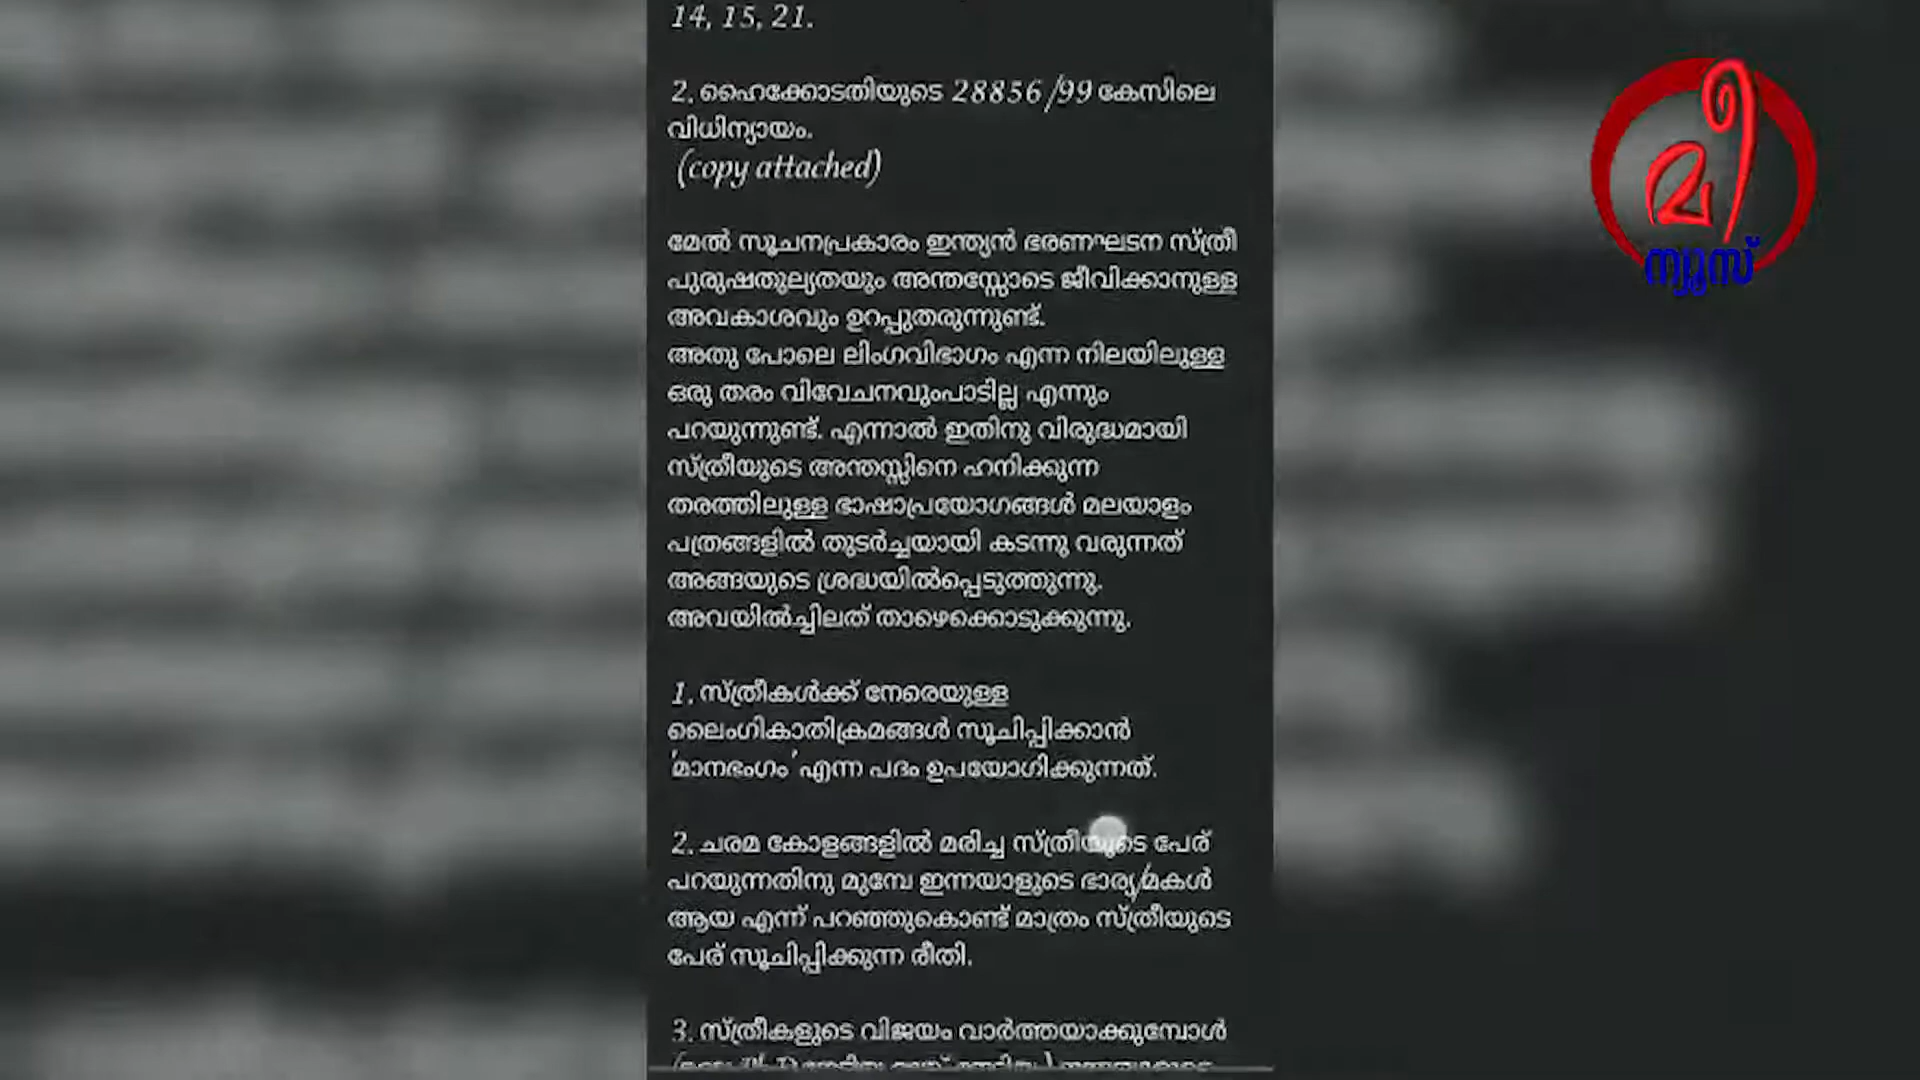 14, 15, 21.
2. ഹൈക്കോടതിയുടെ 28856/99 കേസിലെ
വിധിന്യായം.
(copy attached)
മേൽ സൂചനപ്രകാരം ഇന്ത്യൻ ഭരണഘടന സ്ത്രീ
പുരുഷതുല്യതയും അന്തസ്സോടെ ജീവിക്കാനുള്ള
അവകാശവും ഉറപ്പുതരുന്നുണ്ട്.
അതു പോലെ ലിംഗവിഭാഗം എന്ന നിലയിലുള്ള
ഒരു തരം വിവേചനവുംപാടില്ല എന്നും
പറയുന്നുണ്ട്. എന്നാൽ ഇതിനു വിരുദ്ധമായി
സ്ത്രീയുടെ അന്തസ്സിനെ ഹനിക്കുന്ന
തരത്തിലുള്ള ഭാഷാപ്രയോഗങ്ങൾ മലയാളം
പത്രങ്ങളിൽ തുടർച്ചയായി കടന്നു വരുന്നത്
അങ്ങയുടെ ശ്രദ്ധയിൽപ്പെടുത്തുന്നു.
അവയിൽച്ചിലത് താഴെക്കൊടുക്കുന്നു.
1. സ്ത്രീകൾക്ക് നേരെയുള്ള
ലൈംഗികാതിക്രമങ്ങൾ സൂചിപ്പിക്കാൻ
'മാനഭംഗം' എന്ന പദം ഉപയോഗിക്കുന്നത്.
2. ചരമ കോളങ്ങളിൽ മരിച്ച സ്ത്രീയുടെ പേര്
പറയുന്നതിനു മുമ്പേ ഇന്നയാളുടെ ഭാര്യ/മകൾ
ആയ എന്ന് പറഞ്ഞുകൊണ്ട് മാത്രം സ്ത്രീയുടെ
പേര് സൂചിപ്പിക്കുന്ന രീതി.
3. സ്ത്രീകളുടെ വിജയം വാർത്തയാക്കുമ്പോൾ
മീ
ന്യൂസ്